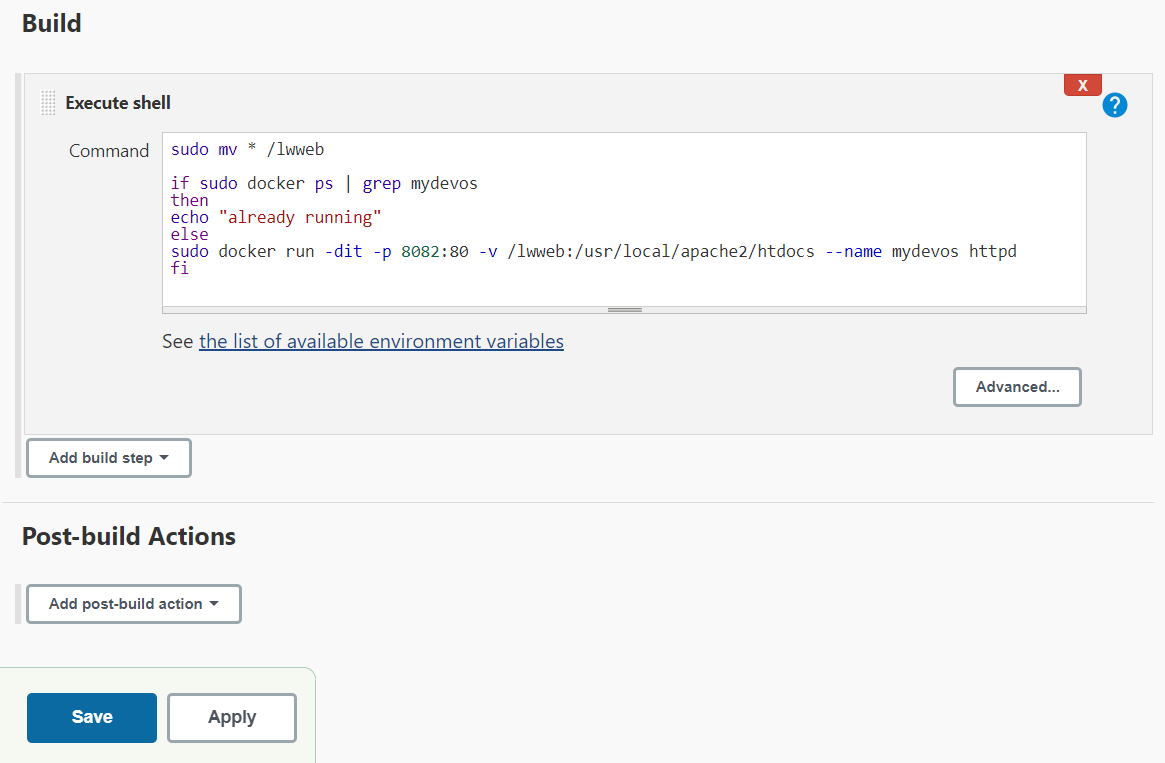 Build
X
Execute shell
?
Command
sudo mv * /lwweb
if sudo docker ps | grep mydevos
then
echo "already running"
else
sudo docker run -dit -p 8082:80 -v /lwweb:/usr/local/apache2/htdocs --name mydevos httpd
fi
See the list of available environment variables
Advanced...
Add build step
Post-build Actions
Add post-build action
Save Apply